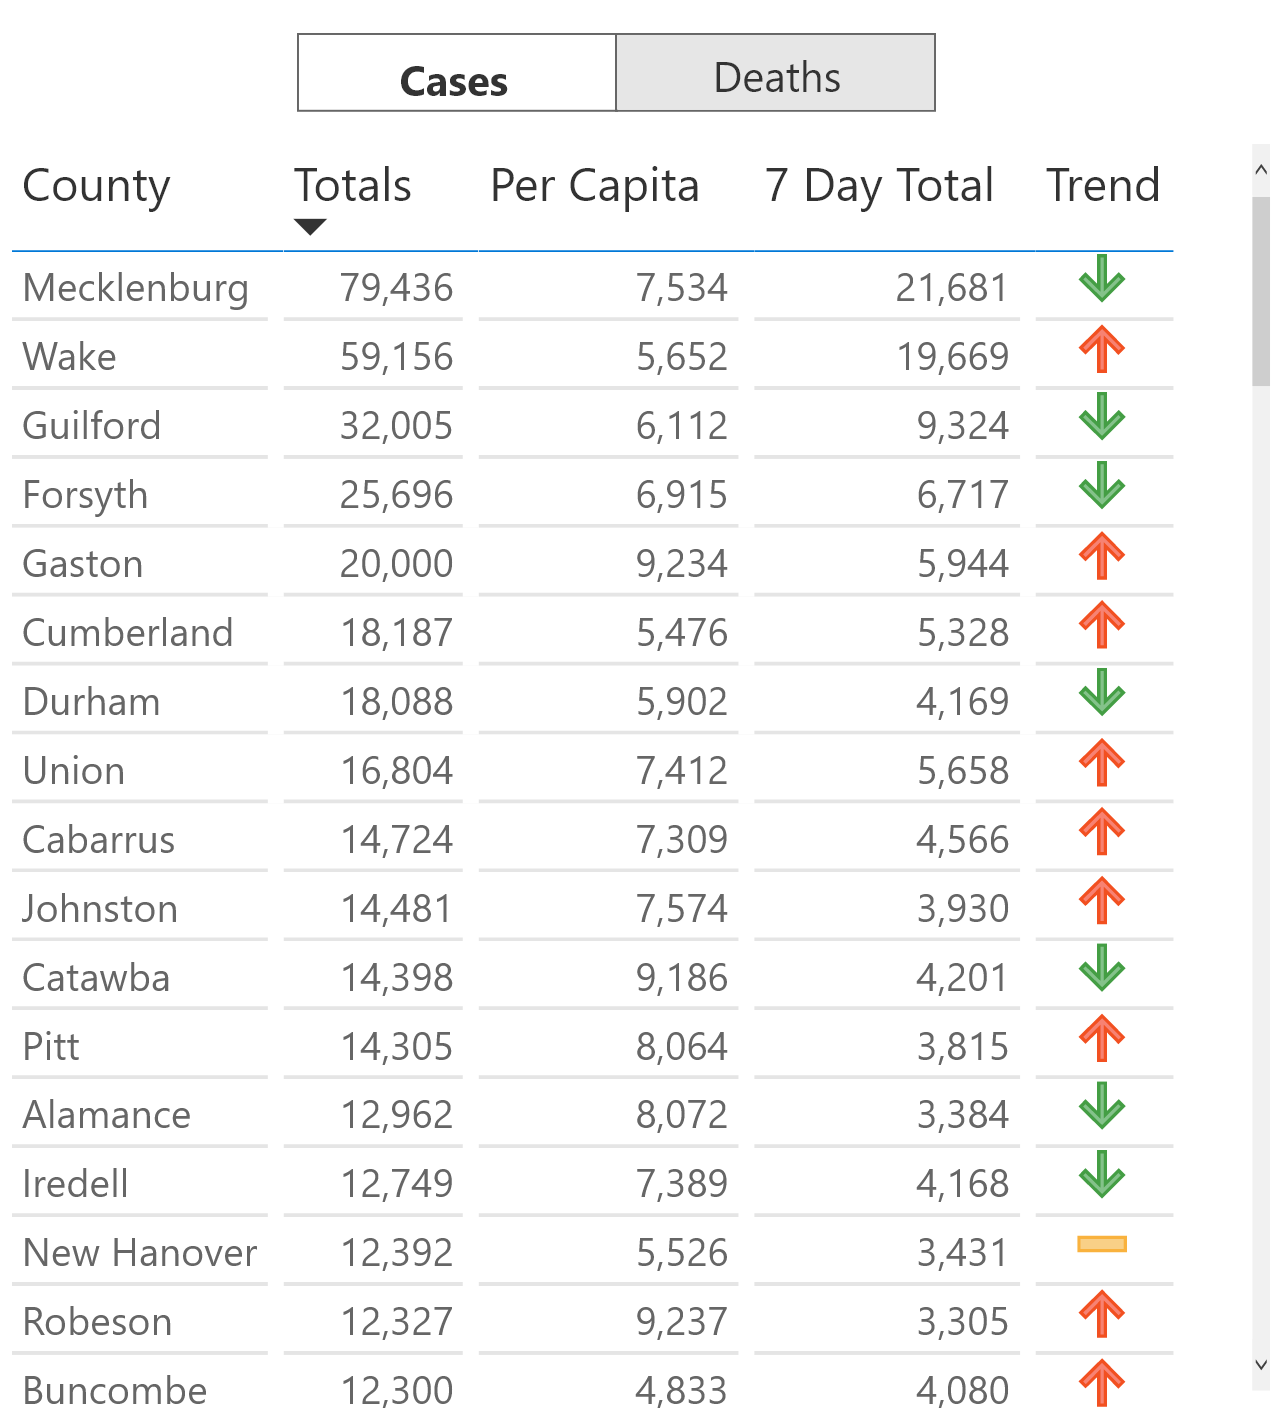 Cases Deaths
County Totals Per Capita 7 Day Total Trend
Mecklenburg 79,436 7,534 21,681
Wake 59,156 5,652 19,669
Guilford 32,005 6,112 9,324
Forsyth 25,696 6,915 6,717
Gaston 20,000 9,234 5,944
Cumberland 18,187 5,476 5,328
Durham 18,088 5,902 4,169
Union 16,804 7,412 5,658
Cabarrus 14,724 7,309 4,566
Johnston 14,481 7,574 3,930
Catawba 14,398 9,186 4,201
Pitt 14,305 8,064 3,815
Alamance 12,962 8,072 3,384
Iredell 12,749 7,389 4,168
New Hanover 12,392 5,526 3,431
Robeson 12,327 9,237 3,305
Buncombe 12,300 4,833 4,080